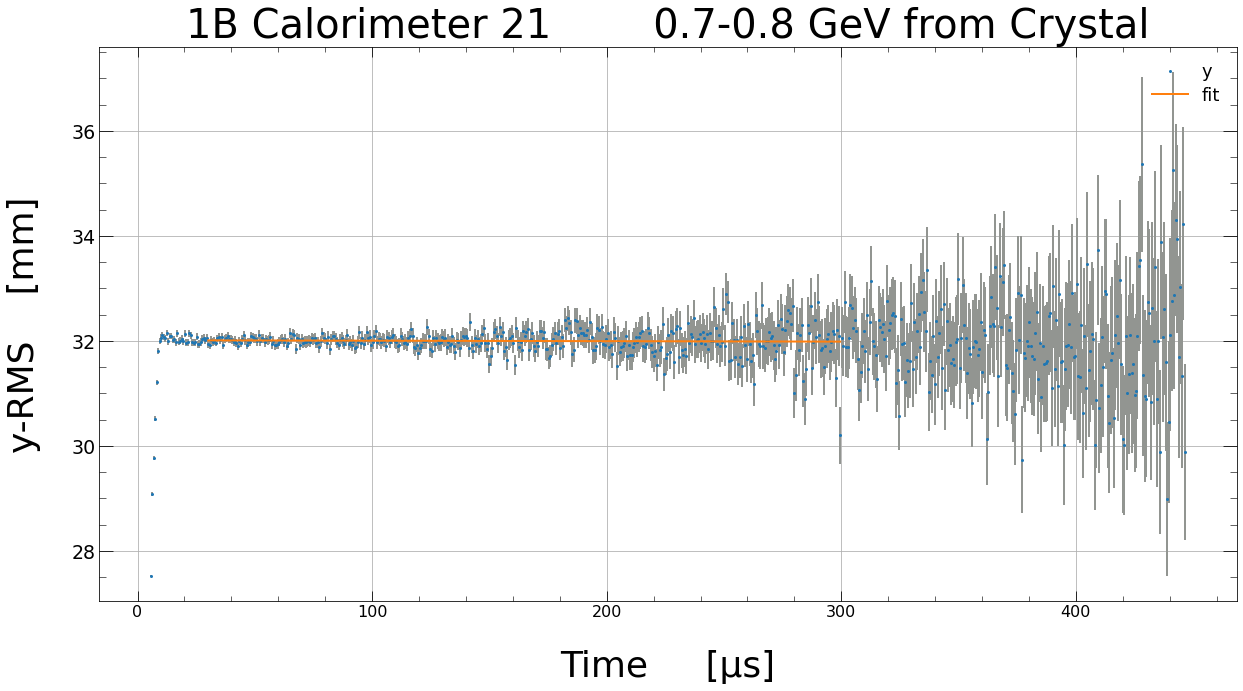 1B Calorimeter 21 0.7-0.8 GeV from Crystal
y
fit
36
34
32
30
28
y-RMS [mm]
0 100 200 300 400
Time [μs]